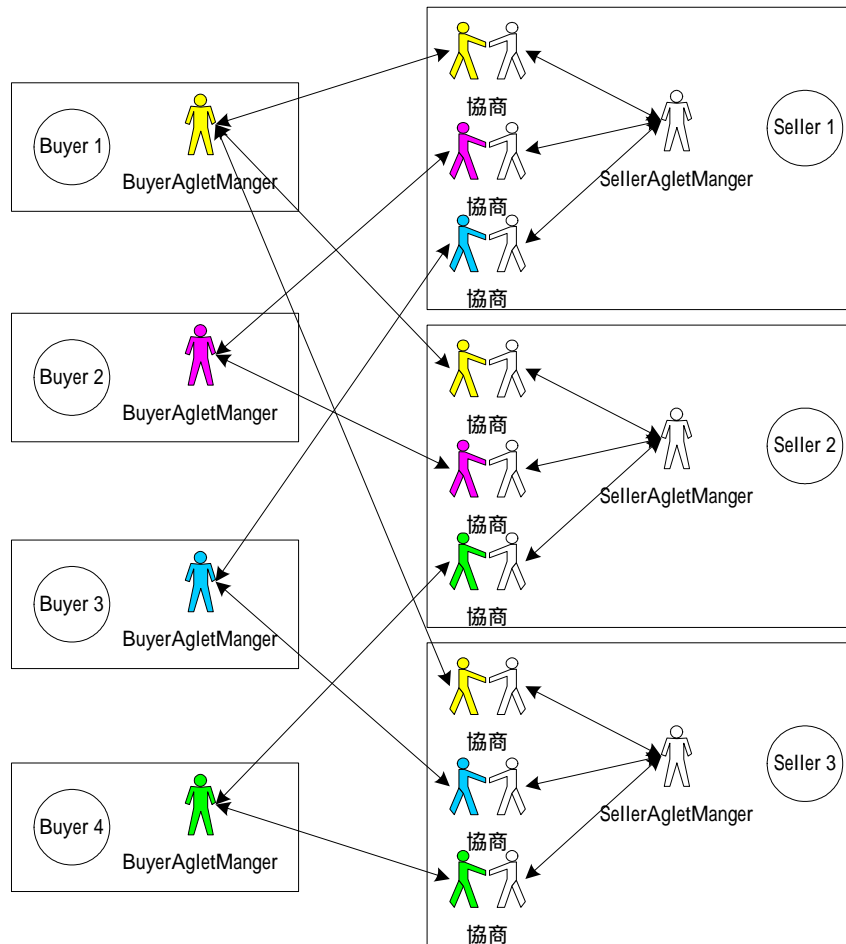 Buyer 1
BuyerAgletManger
Buyer 2
BuyerAgletManger
Buyer 3
BuyerAgletManger
Buyer 4
BuyerAgletManger
協商
協商
協商
SellerAgletManger
Seller 1
協商
協商
協商
SellerAgletManger
Seller 2
協商
協商
協商
SellerAgletManger
Seller 3